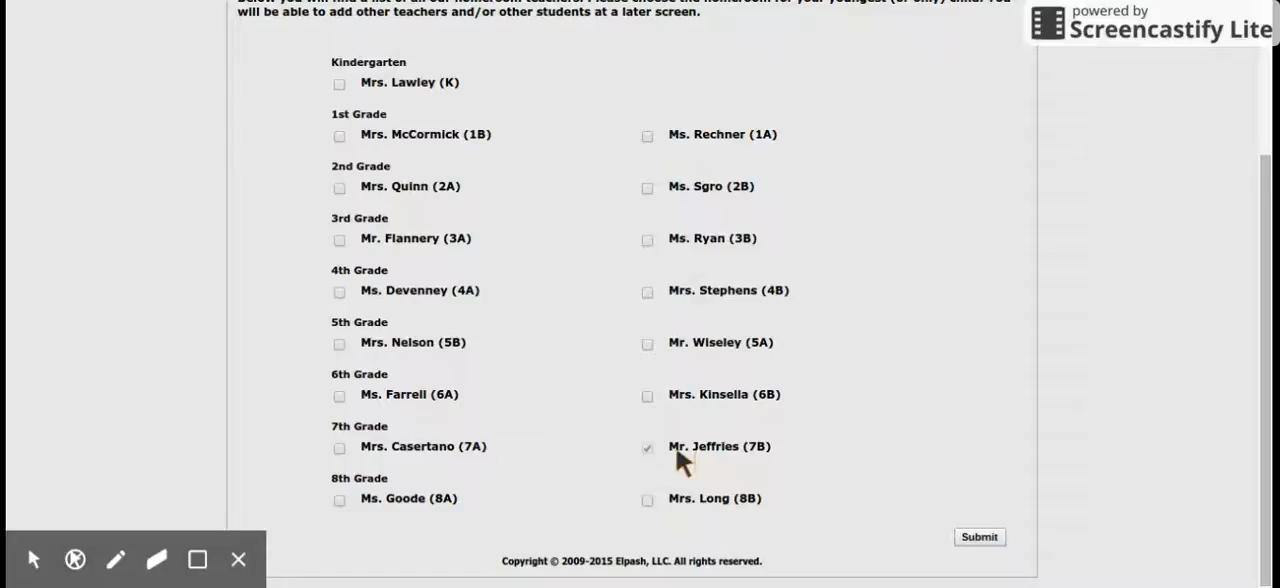 will be able to add other teachers and/or other students at a later screen.
powered by
Screencastify Lite
Kindergarten
Mrs. Lawley (K)
1st Grade
Mrs. McCormick (1B) Ms. Rechner (1A)
2nd Grade
Mrs. Quinn (2A) Ms. Sgro (2B)
3rd Grade
Mr. Flannery (3A) Ms. Ryan (3B)
4th Grade
Ms. Devenney (4A) Mrs. Stephens (4B)
5th Grade
Mrs. Nelson (5B) Mr. Wiseley (5A)
6th Grade
Ms. Farrell (6A) Mrs. Kinsella (6B)
7th Grade
Mrs. Casertano (7A) Mr. Jeffries (7B)
8th Grade
Ms. Goode (8A) Mrs. Long (8B)
Submit
Copyright © 2009-2015 Elpash, LLC. All rights reserved.